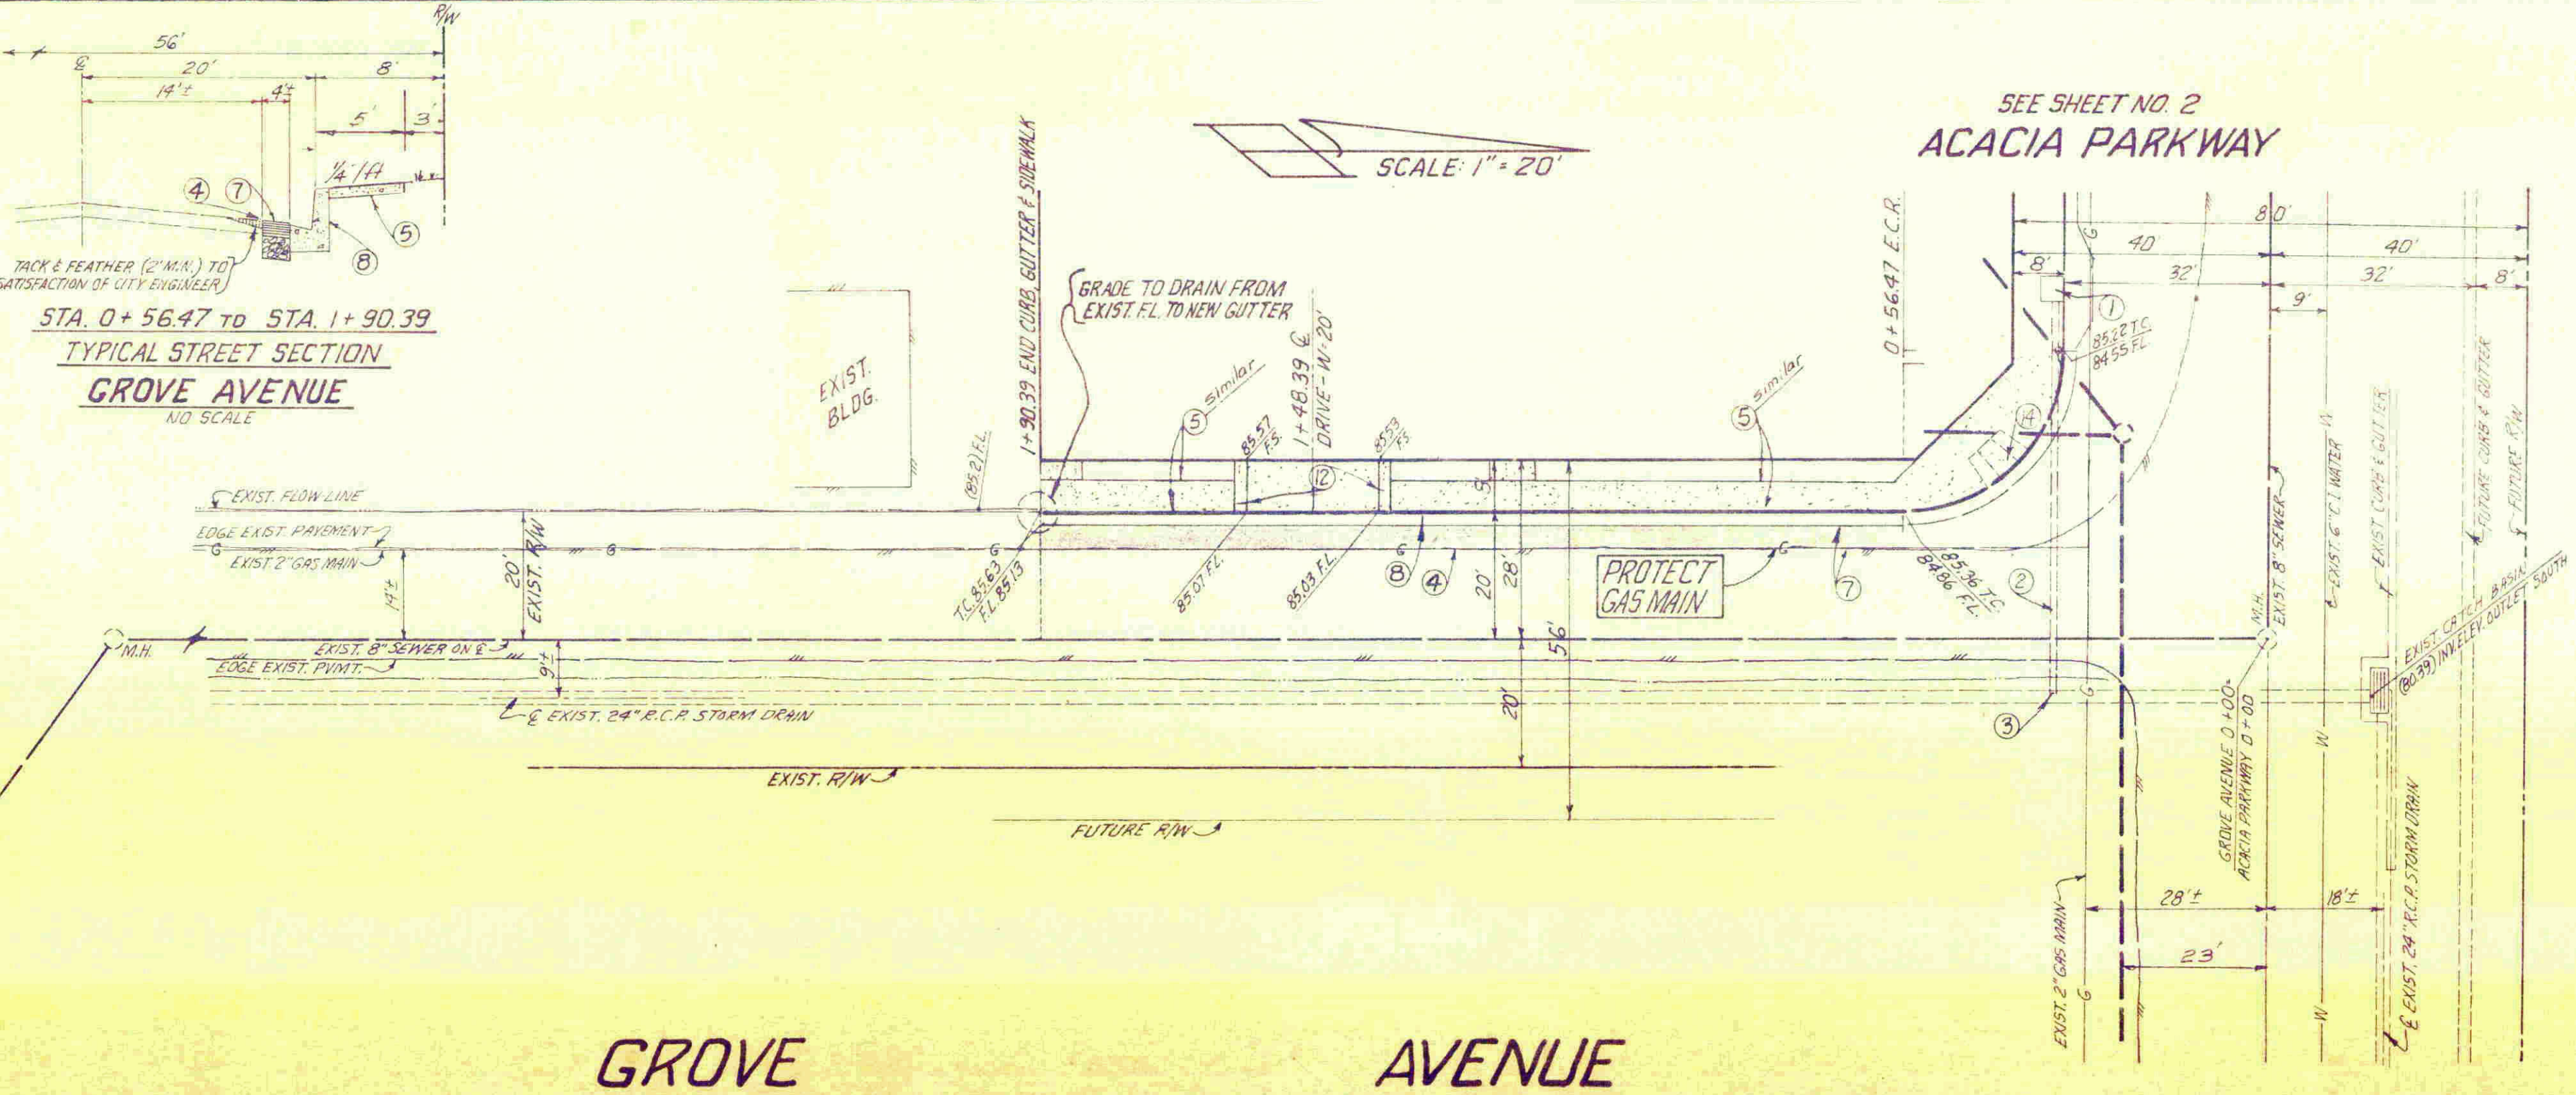 R/W
56'
℄
20'
8'
14'±
4'±
5'
3'
1/4"/ft
4
7
5
8
TACK & FEATHER (2' MIN.) TO
SATISFACTION OF CITY ENGINEER
STA. 0+56.47 TO STA. 1+90.39
TYPICAL STREET SECTION
GROVE AVENUE
NO SCALE
SCALE: 1" = 20'
SEE SHEET NO. 2
ACACIA PARKWAY
1+90.39 END CURB, GUTTER & SIDEWALK
GRADE TO DRAIN FROM
EXIST. F.L. TO NEW GUTTER
EXIST.
BLDG.
(85.2) F.L.
5 similar
85.57
F.S.
1+48.39 ℄
DRIVE - W=20'
85.53
F.S.
12
5 similar
0+56.47 E.C.R.
80'
40'
40'
8'
32'
32'
8'
9'
1
85.22 T.C.
84.55 F.L.
14
EXIST. FLOW LINE
EDGE EXIST. PAVEMENT
EXIST 2" GAS MAIN
G
G
G
G
G
14'±
20'
EXIST. R/W
T.C. 85.63
F.L. 85.13
85.07 F.L.
85.03 F.L.
8
4
20'
28'
56'
PROTECT
GAS MAIN
7
85.36 T.C.
84.86 F.L.
2
M.H.
EXIST. 8" SEWER ON ℄
EDGE EXIST. PVMT.
9'±
℄ EXIST. 24" R.C.P. STORM DRAIN
20'
3
EXIST. R/W
FUTURE R/W
M.H.
EXIST. 8" SEWER
℄ EXIST. 6" C.I. WATER
W
W
W
EXIST CURB & GUTTER
FUTURE CURB & GUTTER
FUTURE R/W
EXIST. CATCH BASIN
(80.39) INV. ELEV. OUTLET SOUTH
GROVE AVENUE 0+00=
ACACIA PARKWAY 0+00
G
G
G
EXIST. 2" GAS MAIN
28'±
18'±
23'
℄ EXIST. 24" R.C.P. STORM DRAIN
GROVE AVENUE